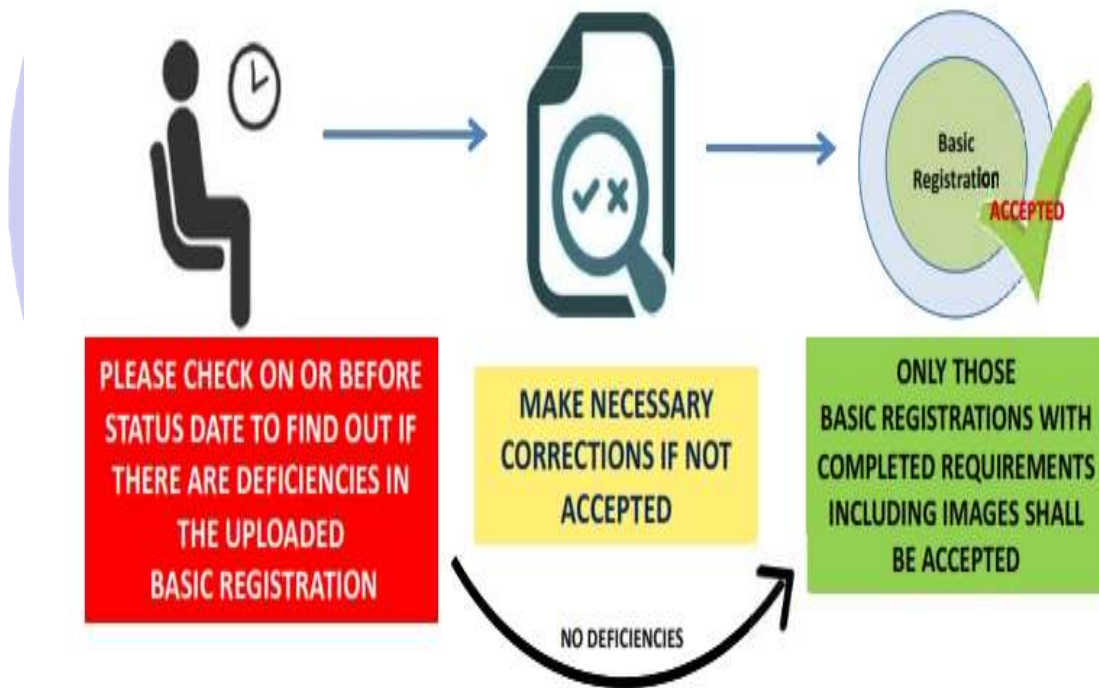 Basic
Registration
ACCEPTED
PLEASE CHECK ON OR BEFORE
STATUS DATE TO FIND OUT IF
THERE ARE DEFICIENCIES IN
THE UPLOADED
BASIC REGISTRATION
MAKE NECESSARY
CORRECTIONS IF NOT
ACCEPTED
ONLY THOSE
BASIC REGISTRATIONS WITH
COMPLETED REQUIREMENTS
INCLUDING IMAGES SHALL
BE ACCEPTED
NO DEFICIENCIES